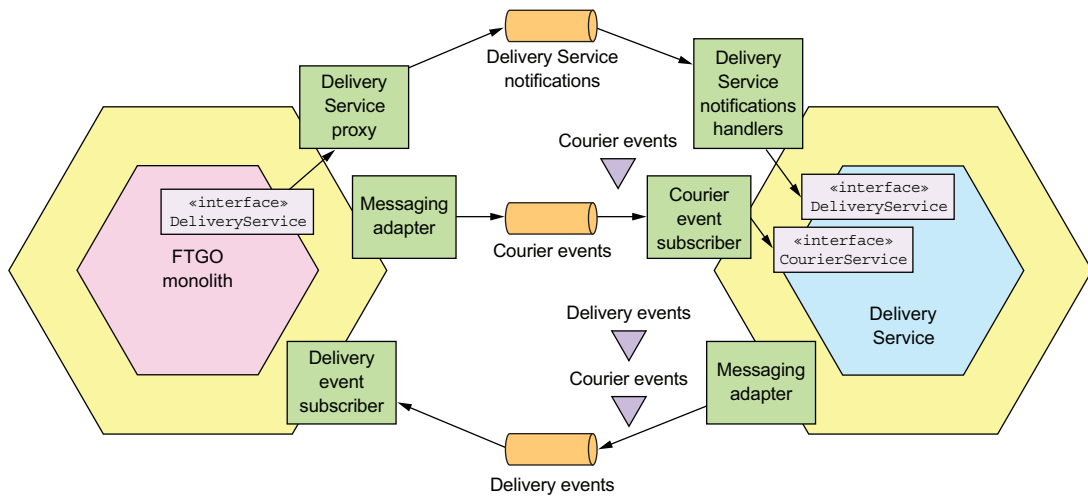 Delivery Service
notifications
Delivery
Service
proxy
Delivery
Service
notifications
handlers
Courier events
«interface»
DeliveryService
Messaging
adapter
Courier events
Courier
event
subscriber
«interface»
DeliveryService
«interface»
CourierService
FTGO
monolith
Delivery events
Delivery
Service
Delivery
event
subscriber
Courier events
Messaging
adapter
Delivery events